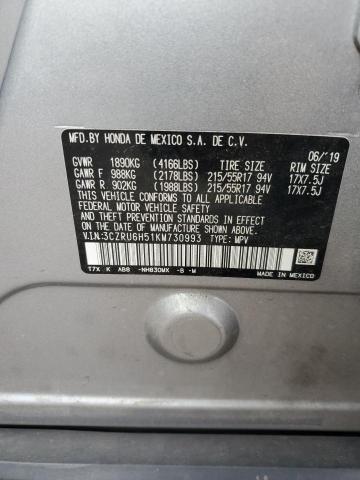 MFD.BY HONDA DE MEXICO S.A. DE C.V.
06/'19
GVWR 1890KG (4166LBS) TIRE SIZE RIM SIZE
GAWR F 988KG (2178LBS) 215/55R17 94V 17X7.5J
GAWR R 902KG (1988LBS) 215/55R17 94V 17X7.5J
THIS VEHICLE CONFORMS TO ALL APPLICABLE
FEDERAL MOTOR VEHICLE SAFETY STANDARDS IN
EFFECT ON THE DATE OF MANUFACTURE SHOWN ABOVE.
V.I.N:3CZRU6H51KM730993 TYPE: MPV
T7X K AB8 -NH830MX -B -M
MADE IN MEXICO